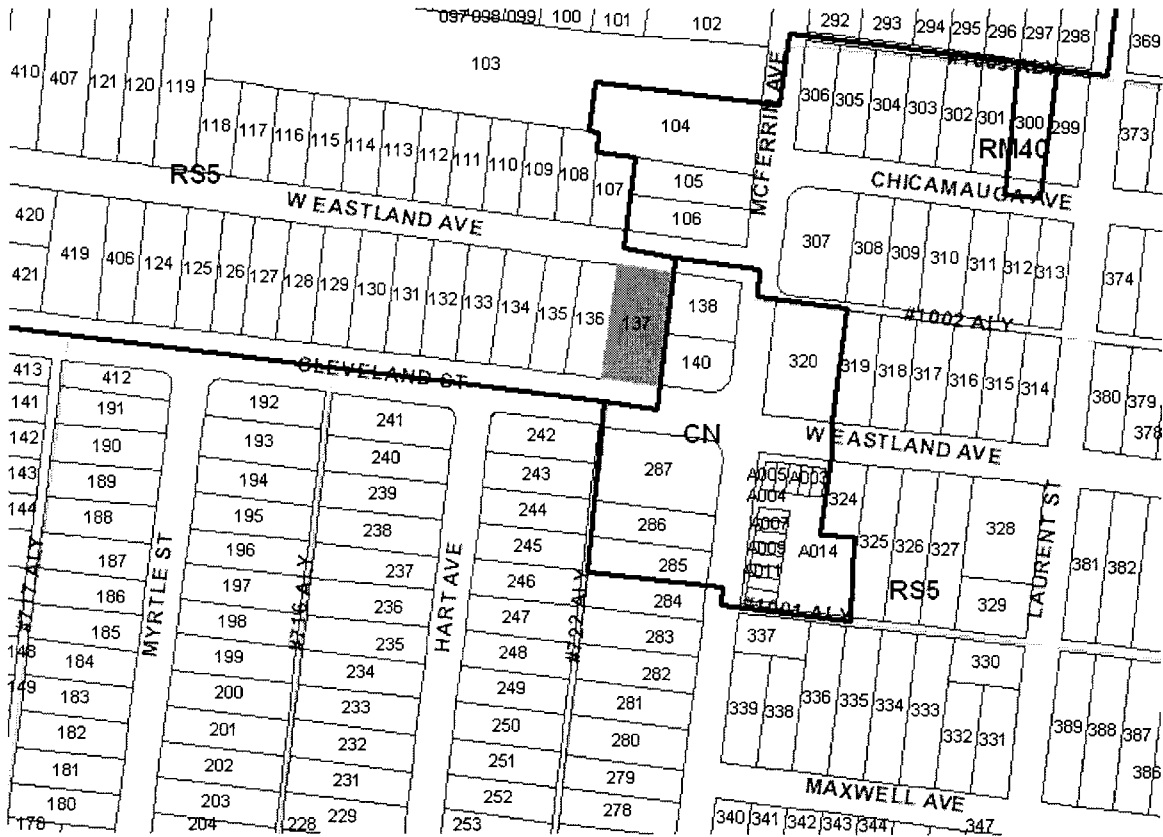 097 098 099 100 101 102
292 293 294 295 296 297 298 369
410 407 121 120 119 103
#1003 ALY
118 117 116 115 114 113 112 111 110 109 108 107
104 105 106
MCFERRIN AVE
306 305 304 303 302 301 300 299 373
RM40
RS5
W EASTLAND AVE
CHICAMAUGA AVE
420 421 419 406 124 125 126 127 128 129 130 131 132 133 134 135 136 137 138 140
307 308 309 310 311 312 313 374
#1002 ALY
320 319 318 317 316 315 314 380 379 378
CLEVELAND ST
CN
W EASTLAND AVE
413 141 142 143 144 148 149
#717 ALY
412 191 190 189 188 187 186 185 184 183 182 181 180 178
MYRTLE ST
192 193 194 195 196 197 198 199 200 201 202 203 204
#716 ALY
241 240 239 238 237 236 235 234 233 232 231 229 228
HART AVE
242 243 244 245 246 247 248 249 250 251 252 253
#722 ALY
287 286 285 284 283 282 281 280 279 278
A005 A003
A004
A007
A009
A011
A014
324 325 326 327 328 329
RS5
LAURENT ST
381 382
#1001 ALY
337 330
339 338 336 335 334 333 332 331 389 388 387 386
MAXWELL AVE
340 341 342 343 344 347